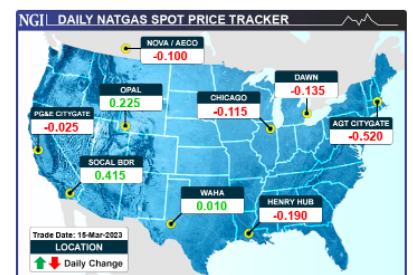 NGI DAILY NATGAS SPOT PRICE TRACKER
NOVA / AECO
-0.100
DAWN
-0.135
OPAL
0.225
CHICAGO
-0.115
PG&E CITYGATE
-0.025
AGT CITYGATE
-0.520
SOCAL BDR
0.415
WAHA
0.010
HENRY HUB
-0.190
Trade Date: 15-Mar-2023
LOCATION
Daily Change